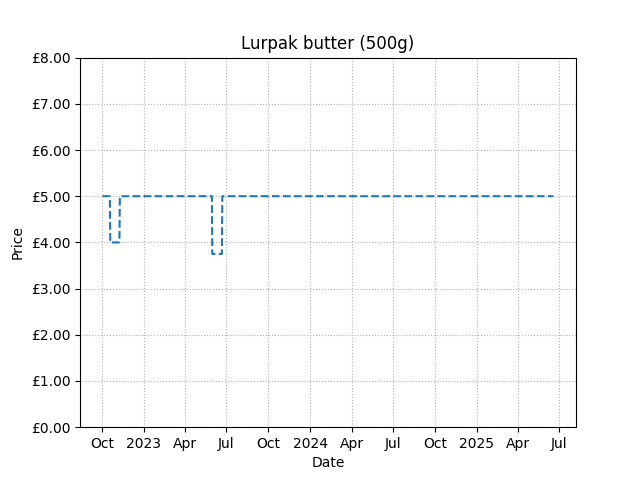 Lurpak butter (500g)
£8.00
£7.00
£6.00
£5.00
£4.00
£3.00
£2.00
£1.00
£0.00
Price
Oct 2023 Apr Jul Oct 2024 Apr Jul Oct 2025 Apr Jul
Date